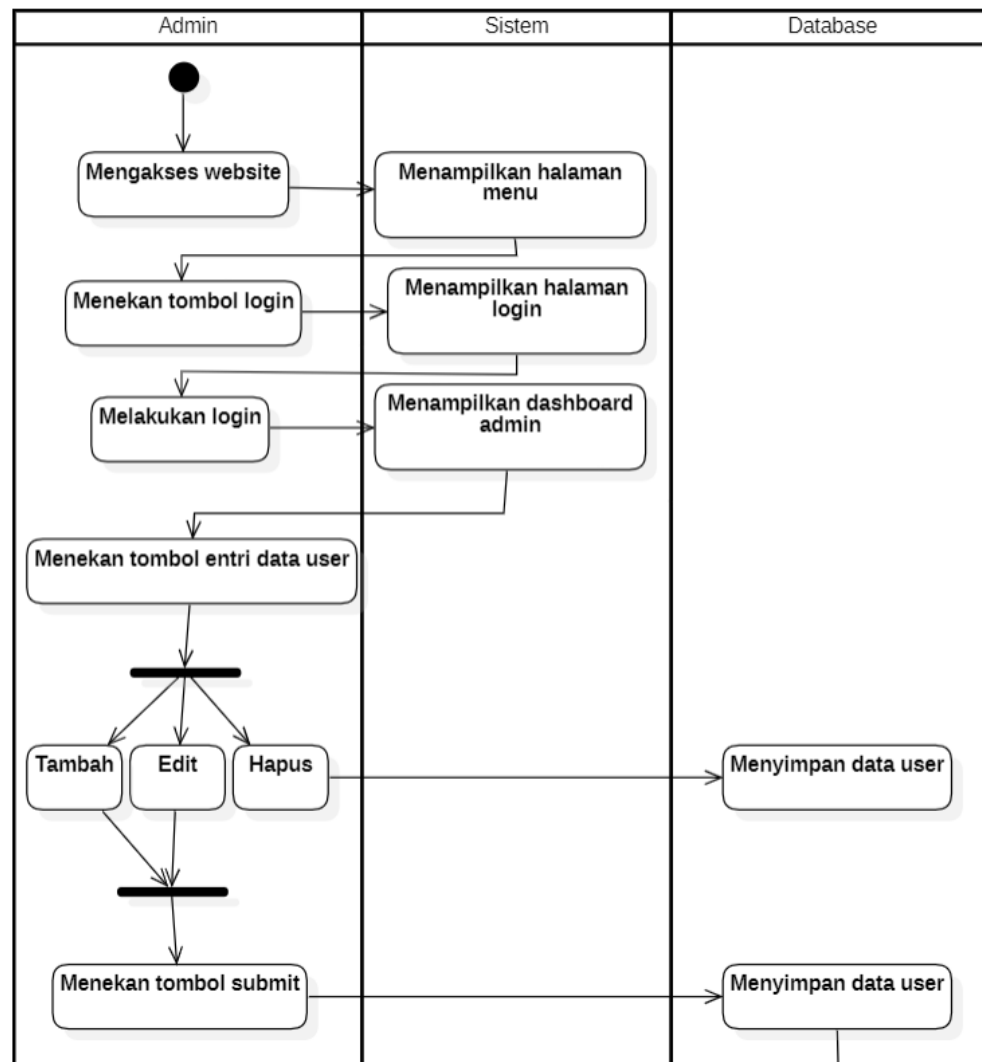 Admin
Sistem
Database
Mengakses website
Menampilkan halaman
menu
Menekan tombol login
Menampilkan halaman
login
Melakukan login
Menampilkan dashboard
admin
Menekan tombol entri data user
Tambah
Edit
Hapus
Menyimpan data user
Menekan tombol submit
Menyimpan data user